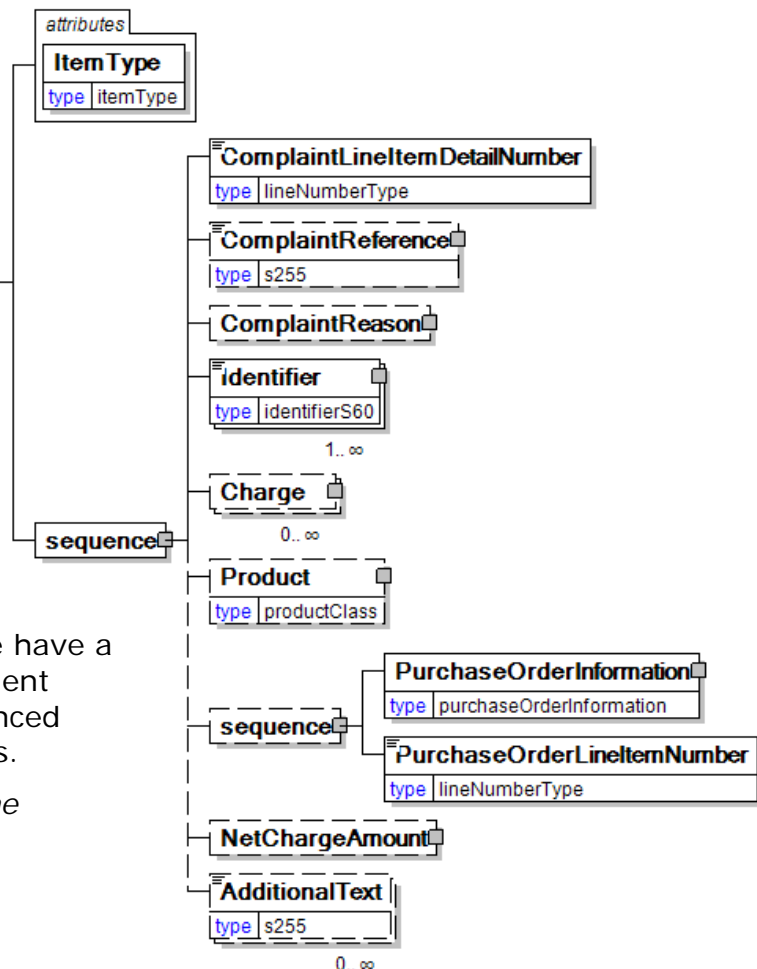 attributes
ItemType
type itemType
ComplaintLineItemDetailNumber
type lineNumberType
ComplaintReference
type s255
ComplaintReason
Identifier
type identifierS60
1..∞
Charge
0..∞
sequence
Product
type productClass
e have a
ent
nced
s.
ne
PurchaseOrderInformation
type purchaseOrderInformation
sequence
PurchaseOrderLineItemNumber
type lineNumberType
NetChargeAmount
AdditionalText
type s255
0..∞